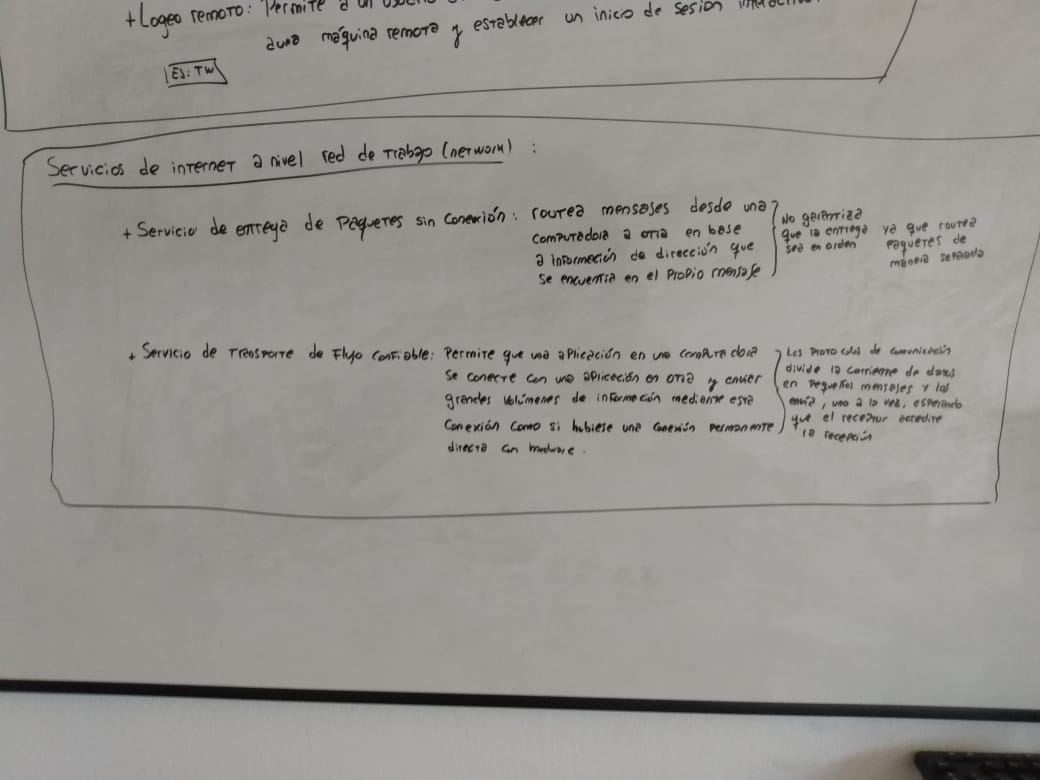 + Logeo remoto: Permite a un
a una máquina remota y establecer un inicio de sesión
Ej: TW
Servicios de internet a nivel red de trabajo (network) :
+ Servicio de entrega de paquetes sin conexión: routea mensajes desde una
computadora a otra en base
a información de dirección que
se encuentra en el propio mensaje
No garantiza
que la entrega
sea en orden
ya que routea
paquetes de
manera separada
+ Servicio de transporte de flujo confiable: Permite que una aplicación en una computadora
se conecte con una aplicación en otra y enviar
grandes volúmenes de información mediante esta
conexión como si hubiese una conexión permanente
directa con hardware.
Los protocolos de comunicación
divide la corriente de datos
en pequeños mensajes y los
envía, uno a la vez, esperando
que el receptor acredite
la recepción